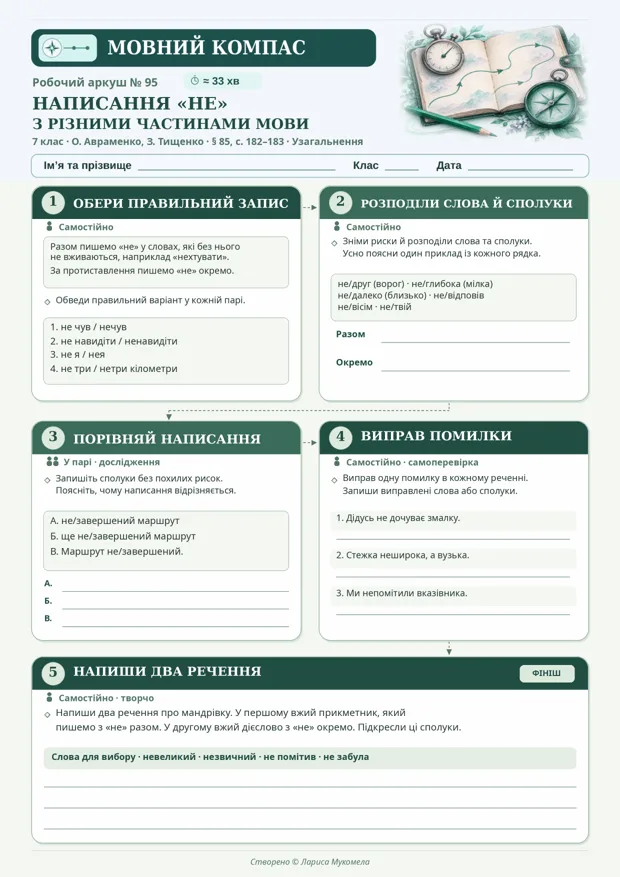 МОВНИЙ КОМПАС
Робочий аркуш № 95
≈ 33 хв
НАПИСАННЯ «НЕ»
З РІЗНИМИ ЧАСТИНАМИ МОВИ
7 клас · О. Авраменко, З. Тищенко · § 85, с. 182–183 · Узагальнення
Ім’я та прізвище Клас Дата
1 ОБЕРИ ПРАВИЛЬНИЙ ЗАПИС
Самостійно
Разом пишемо «не» у словах, які без нього
не вживаються, наприклад «нехтувати».
За протиставлення пишемо «не» окремо.
Обведи правильний варіант у кожній парі.
1. не чув / нечув
2. не навидіти / ненавидіти
3. не я / нея
4. не три / нетри кілометри
2 РОЗПОДІЛИ СЛОВА Й СПОЛУКИ
Самостійно
Зніми риски й розподіли слова та сполуки.
Усно поясни один приклад із кожного рядка.
не/друг (ворог) · не/глибока (мілка)
не/далеко (близько) · не/відповів
не/вісім · не/твій
Разом
Окремо
3 ПОРІВНЯЙ НАПИСАННЯ
У парі · дослідження
Запишіть сполуки без похилих рисок.
Поясніть, чому написання відрізняється.
А. не/завершений маршрут
Б. ще не/завершений маршрут
В. Маршрут не/завершений.
А.
Б.
В.
4 ВИПРАВ ПОМИЛКИ
Самостійно · самоперевірка
Виправ одну помилку в кожному реченні.
Запиши виправлені слова або сполуки.
1. Дідусь не дочуває змалку.
2. Стежка неширока, а вузька.
3. Ми непомітили вказівника.
5 НАПИШИ ДВА РЕЧЕННЯ
ФІНІШ
Самостійно · творчо
Напиши два речення про мандрівку. У першому вжий прикметник, який
пишемо з «не» разом. У другому вжий дієслово з «не» окремо. Підкресли ці сполуки.
Слова для вибору · невеликий · незвичний · не помітив · не забула
Створено © Лариса Мукомела